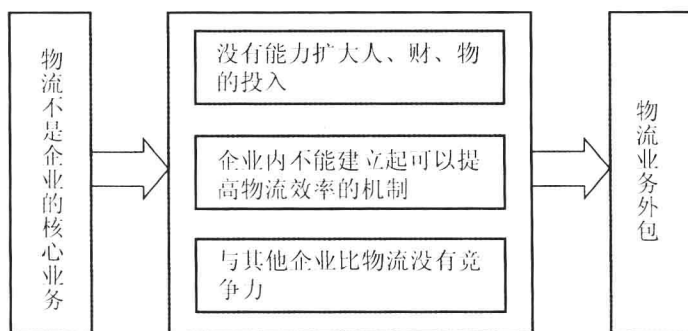 物流不是企业的核心业务
没有能力扩大人、财、物
的投入
企业内不能建立起可以提
高物流效率的机制
与其他企业比物流没有竞
争力
物流业务外包